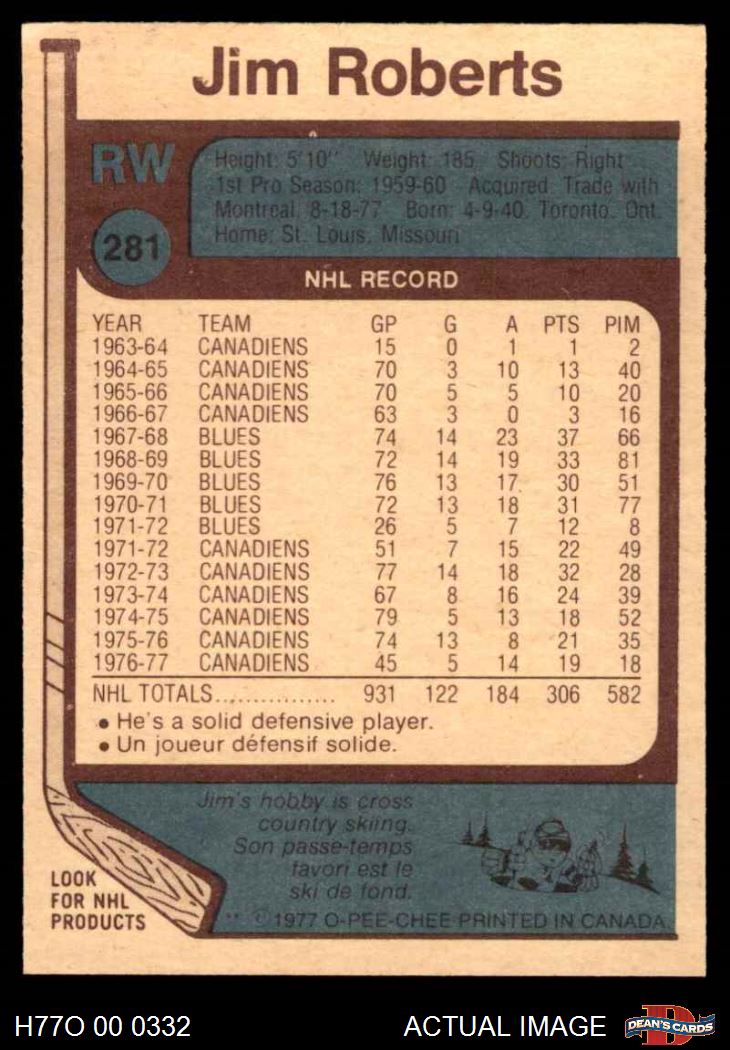 Jim Roberts
RW
281
Height: 5'10" Weight: 185 Shoots: Right
1st Pro Season: 1959-60 Acquired: Trade with
Montreal, 8-18-77 Born: 4-9-40, Toronto, Ont.
Home: St. Louis, Missouri
NHL RECORD
YEAR TEAM GP G A PTS PIM
1963-64 CANADIENS 15 0 1 1 2
1964-65 CANADIENS 70 3 10 13 40
1965-66 CANADIENS 70 5 5 10 20
1966-67 CANADIENS 63 3 0 3 16
1967-68 BLUES 74 14 23 37 66
1968-69 BLUES 72 14 19 33 81
1969-70 BLUES 76 13 17 30 51
1970-71 BLUES 72 13 18 31 77
1971-72 BLUES 26 5 7 12 8
1971-72 CANADIENS 51 7 15 22 49
1972-73 CANADIENS 77 14 18 32 28
1973-74 CANADIENS 67 8 16 24 39
1974-75 CANADIENS 79 5 13 18 52
1975-76 CANADIENS 74 13 8 21 35
1976-77 CANADIENS 45 5 14 19 18
NHL TOTALS................ 931 122 184 306 582
• He's a solid defensive player.
• Un joueur défensif solide.
Jim's hobby is cross
country skiing.
Son passe-temps
favori est le
ski de fond.
LOOK
FOR NHL
PRODUCTS
** © 1977 O-PEE-CHEE PRINTED IN CANADA
H77O 00 0332
ACTUAL IMAGE
D
DEAN'S CARDS